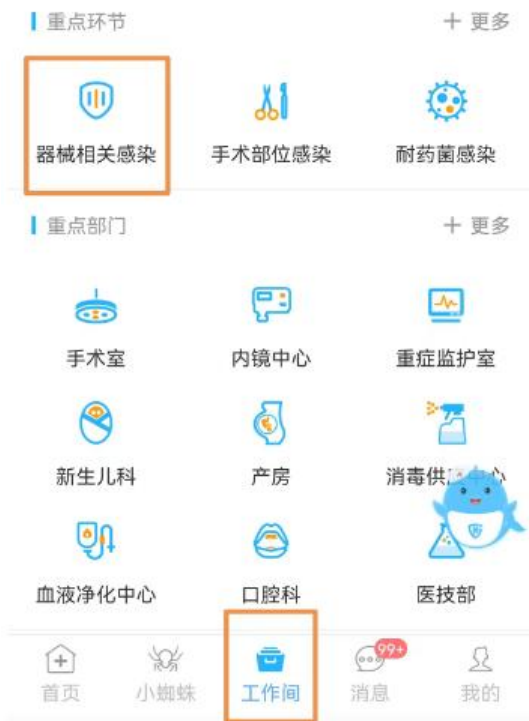 重点环节 + 更多
器械相关感染 手术部位感染 耐药菌感染
重点部门 + 更多
手术室 内镜中心 重症监护室
新生儿科 产房 消毒供 中心
血液净化中心 口腔科 医技部
99+
首页 小蜘蛛 工作间 消息 我的